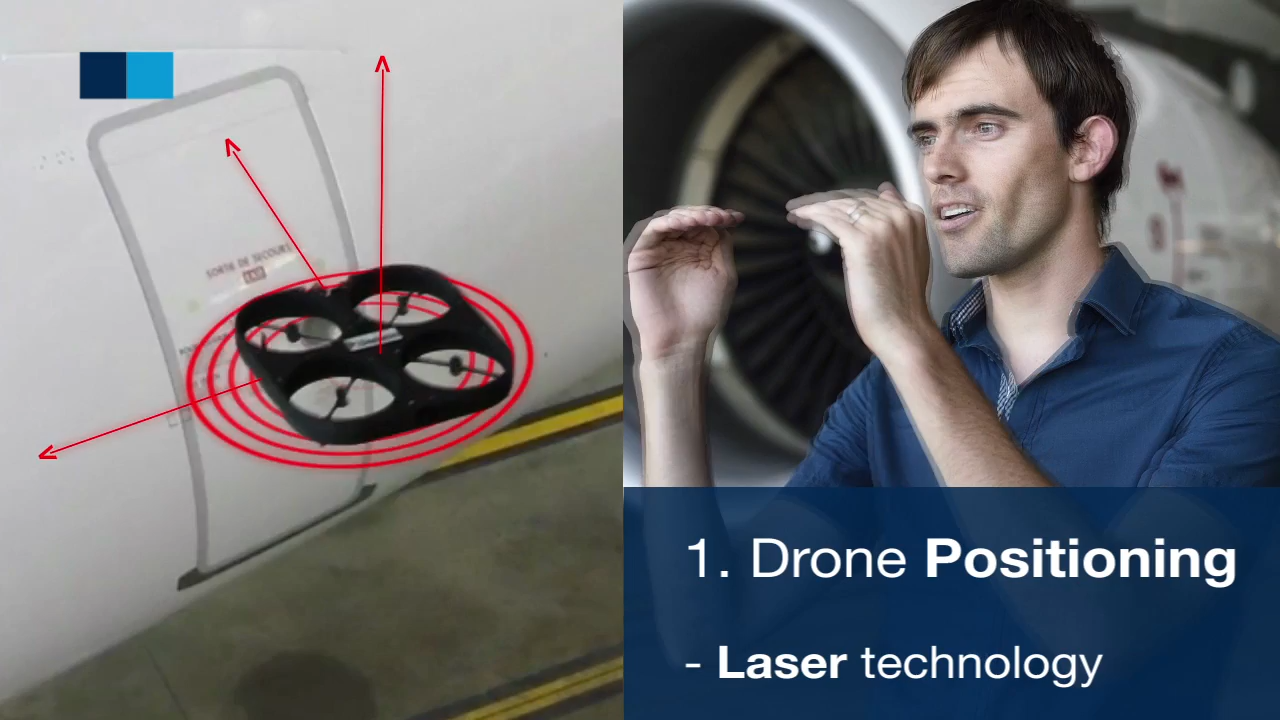 SORTIE DE SECOURS
1. Drone Positioning
- Laser technology